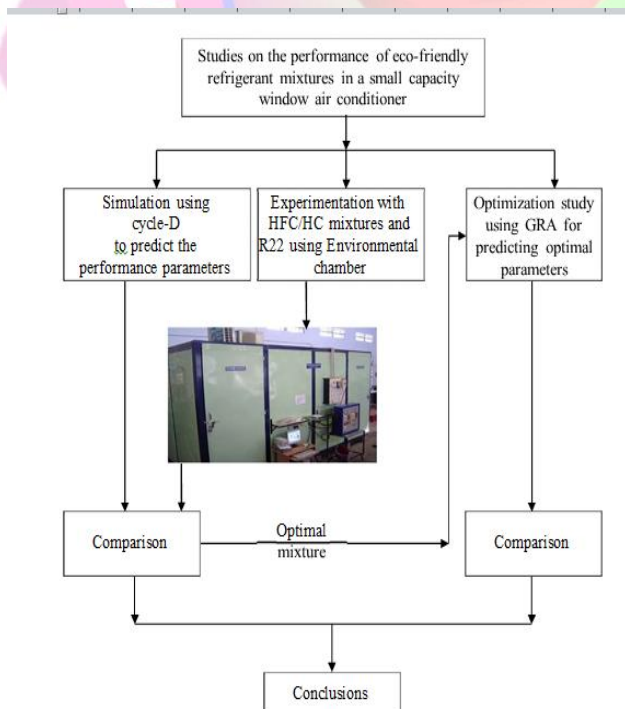 Studies on the performance of eco-friendly
refrigerant mixtures in a small capacity
window air conditioner
Simulation using
cycle-D
to predict the
performance parameters
Experimentation with
HFC/HC mixtures and
R22 using Environmental
chamber
Optimization study
using GRA for
predicting optimal
parameters
Comparison
Optimal
mixture
Comparison
Conclusions